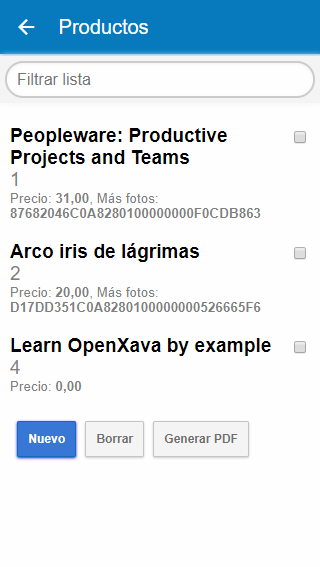 Productos
Filtrar lista
Peopleware: Productive
Projects and Teams
1
Precio: 31,00, Más fotos:
87682046C0A8280100000000F0CDB863
Arco iris de lágrimas
2
Precio: 20,00, Más fotos:
D17DD351C0A8280100000000526665F6
Learn OpenXava by example
4
Precio: 0,00
Nuevo
Borrar
Generar PDF